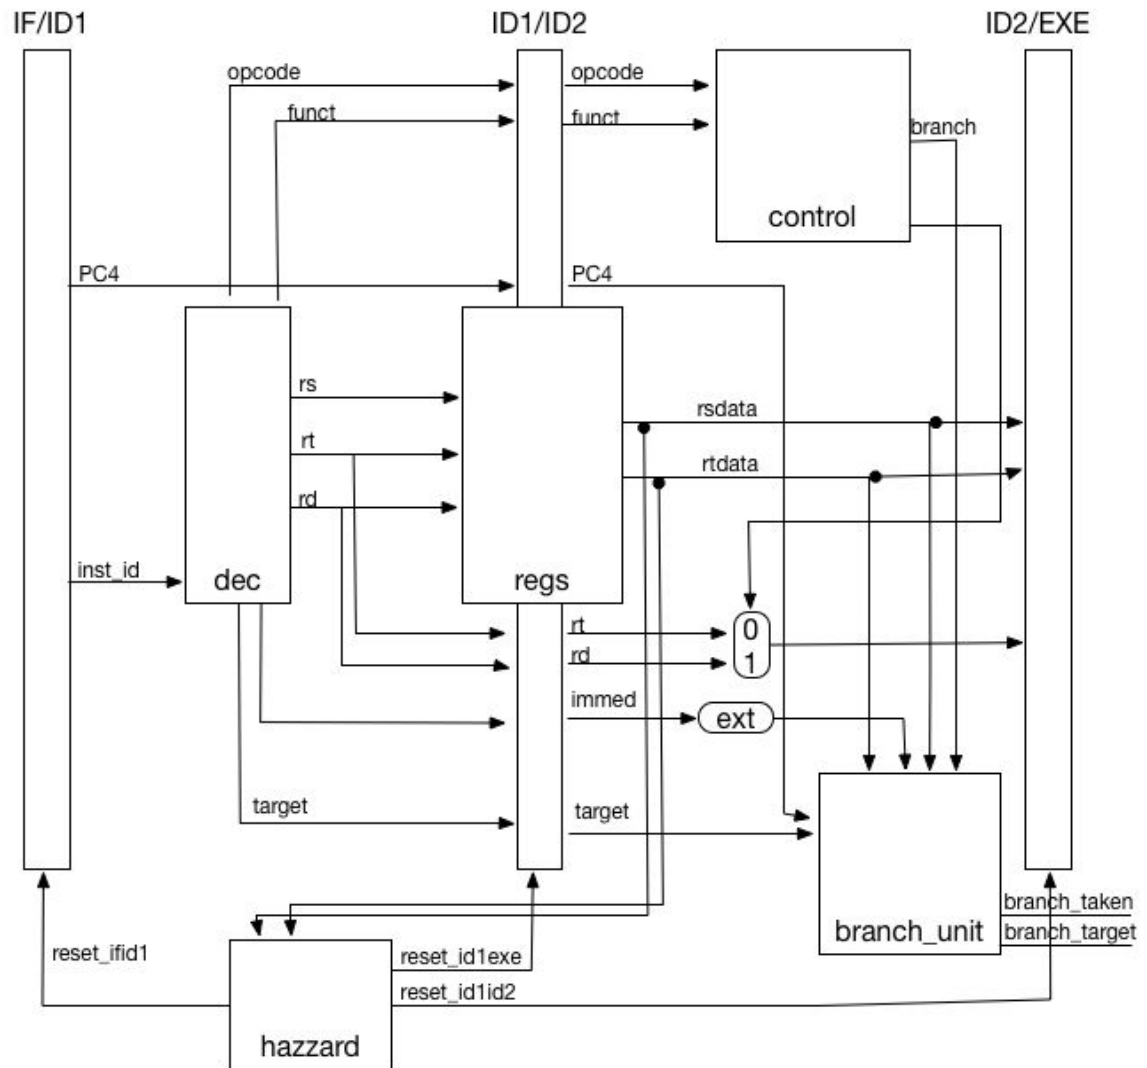 IF/ID1 ID1/ID2 ID2/EXE
opcode opcode
funct funct
branch
control
PC4 PC4
rs
rsdata
rt
rtdata
rd
inst_id dec regs
rt 0
rd 1
immed ext
target target
branch_taken
branch_unit branch_target
reset_ifid1 reset_id1exe
reset_id1id2
hazzard